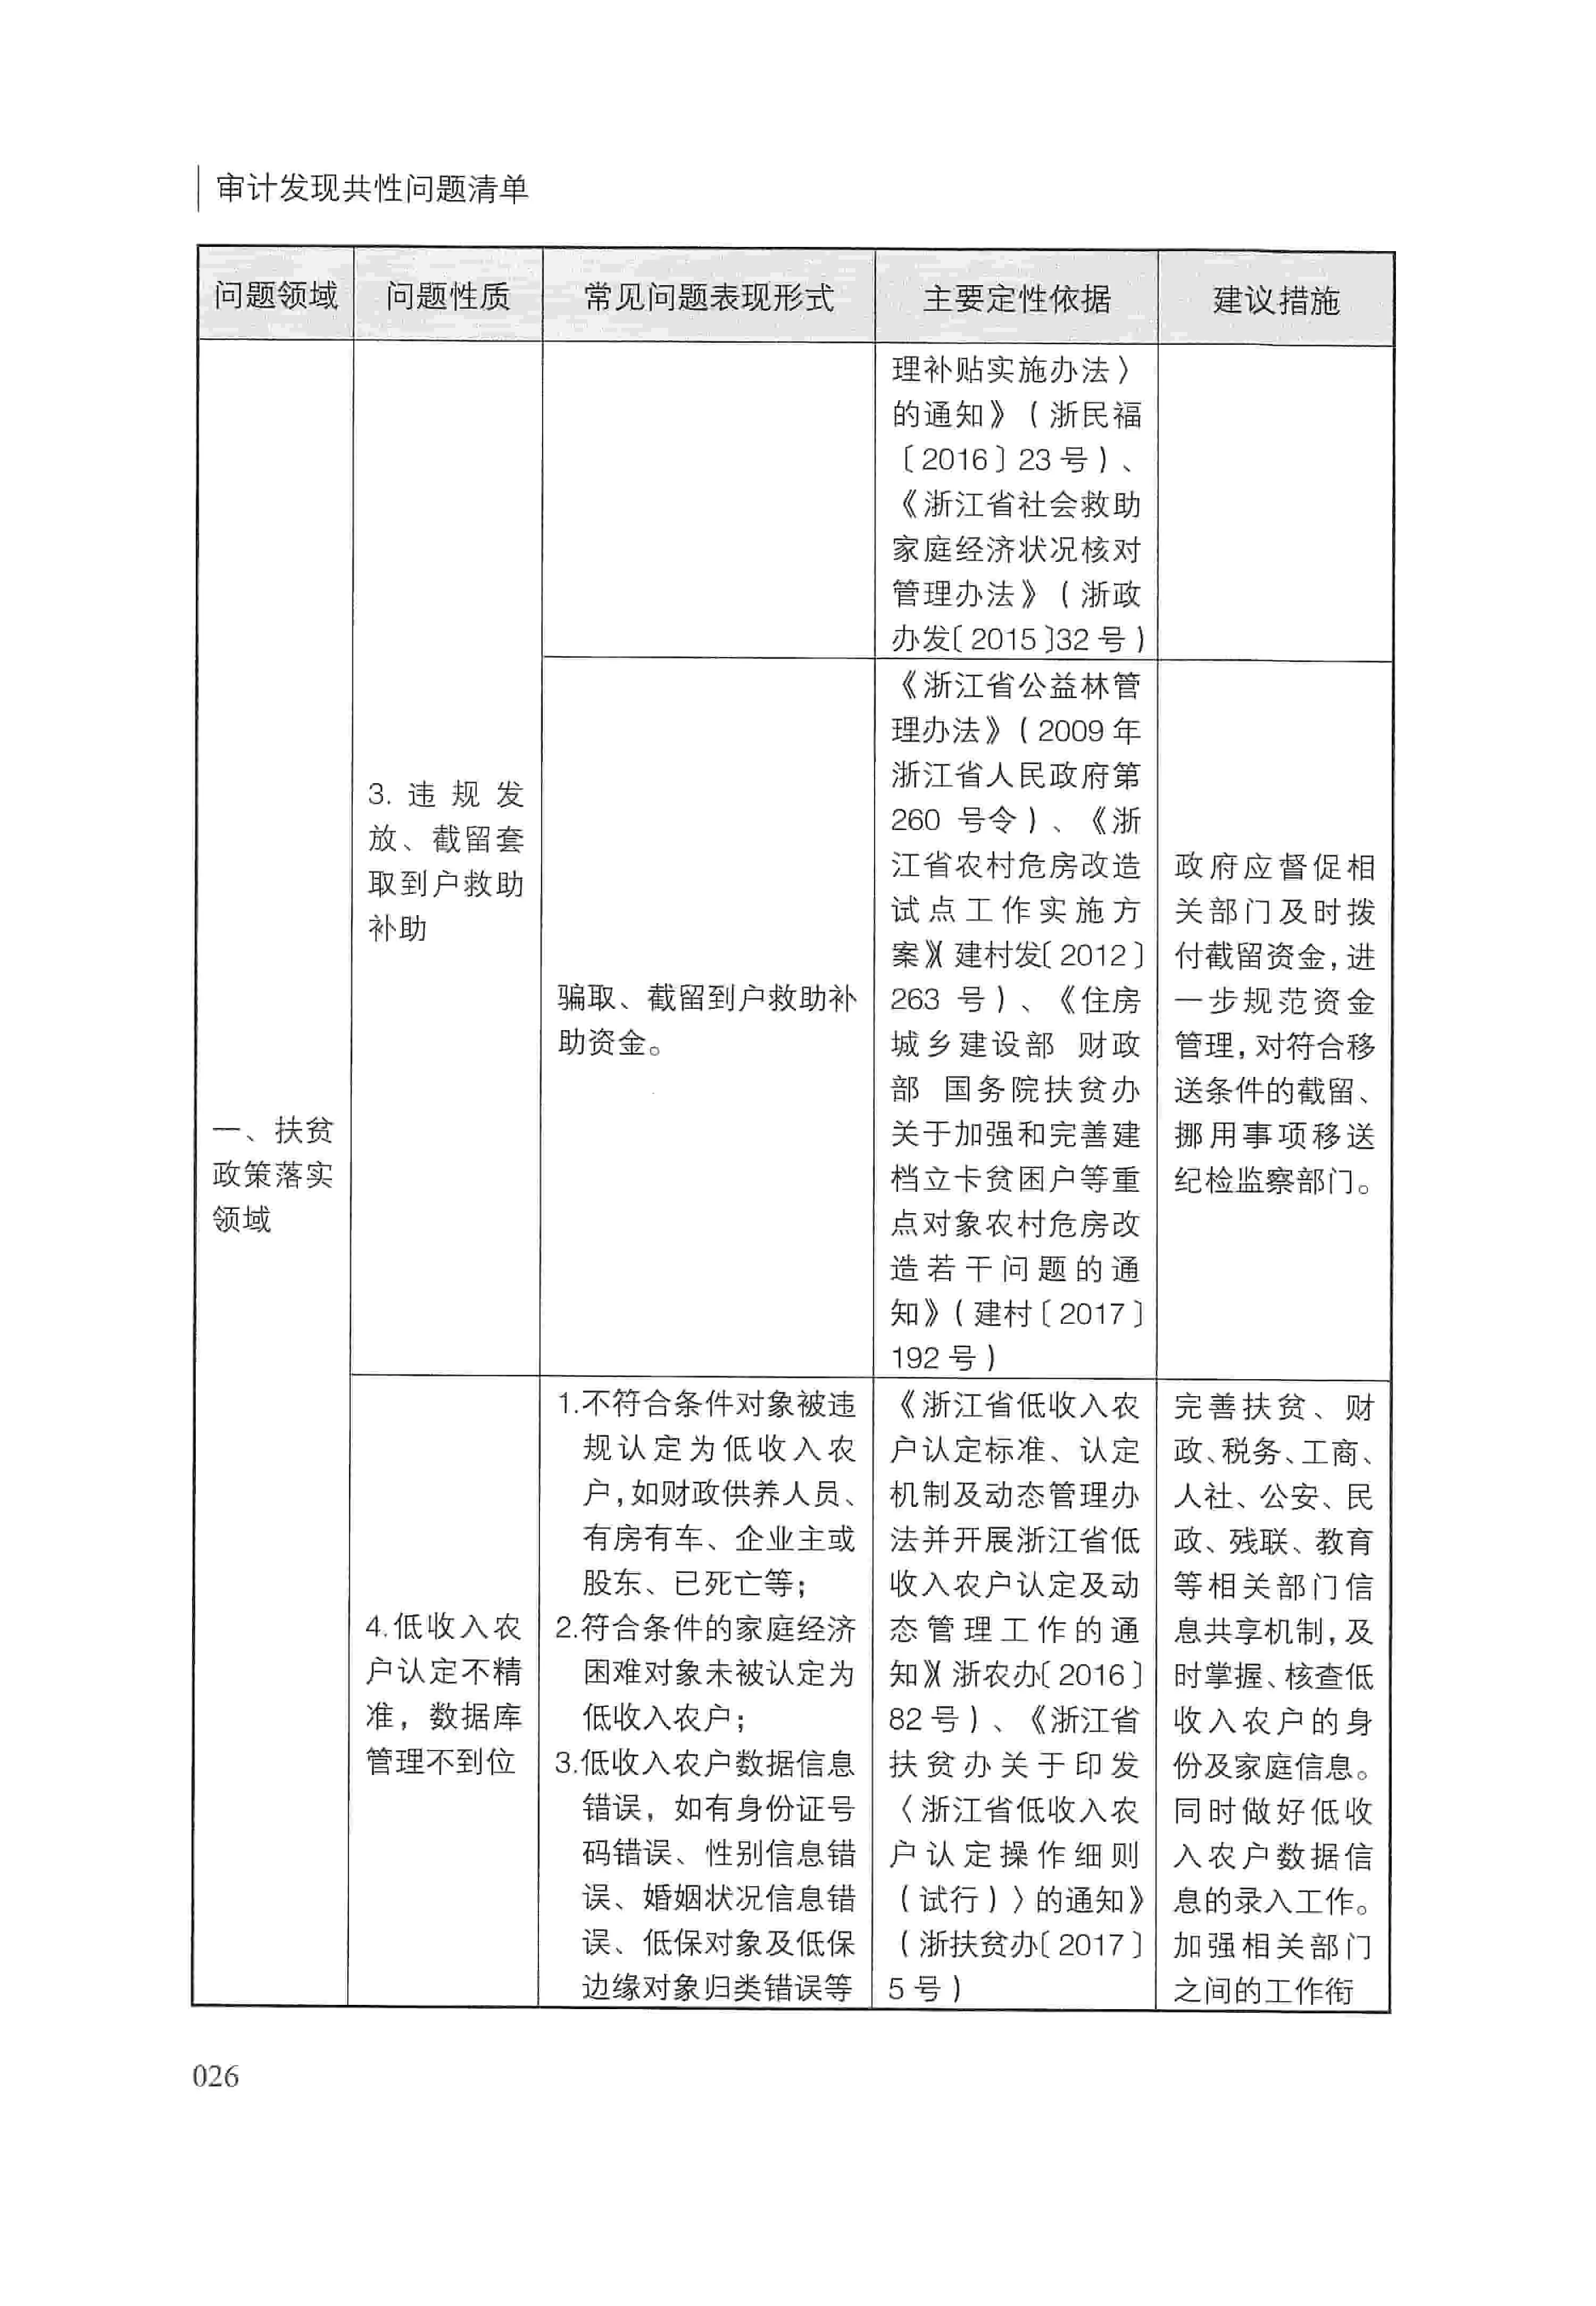 审计发现共性问题清单
问题领域
问题性质
常见问题表现形式
主要定性依据
建议措施
一、扶贫
政策落实
领域
3. 违规发
放、截留套
取到户救助
补助
理补贴实施办法〉
的通知》(浙民福
〔2016〕23号)、
《浙江省社会救助
家庭经济状况核对
管理办法》(浙政
办发〔2015〕32号)
骗取、截留到户救助补
助资金。
《浙江省公益林管
理办法》(2009年
浙江省人民政府第
260 号令)、《浙
江省农村危房改造
试点工作实施方
案》(建村发〔2012〕
263 号)、《住房
城乡建设部 财政
部 国务院扶贫办
关于加强和完善建
档立卡贫困户等重
点对象农村危房改
造若干问题的通
知》(建村〔2017〕
192号)
政府应督促相
关部门及时拨
付截留资金,进
一步规范资金
管理,对符合移
送条件的截留、
挪用事项移送
纪检监察部门。
4.低收入农
户认定不精
准，数据库
管理不到位
1.不符合条件对象被违
规认定为低收入农
户,如财政供养人员、
有房有车、企业主或
股东、已死亡等;
2.符合条件的家庭经济
困难对象未被认定为
低收入农户;
3.低收入农户数据信息
错误，如有身份证号
码错误、性别信息错
误、婚姻状况信息错
误、低保对象及低保
边缘对象归类错误等
《浙江省低收入农
户认定标准、认定
机制及动态管理办
法并开展浙江省低
收入农户认定及动
态管理工作的通
知》(浙农办〔2016〕
82号)、《浙江省
扶贫办关于印发
〈浙江省低收入农
户认定操作细则
(试行)〉的通知》
(浙扶贫办〔2017〕
5号)
完善扶贫、财
政、税务、工商、
人社、公安、民
政、残联、教育
等相关部门信
息共享机制,及
时掌握、核查低
收入农户的身
份及家庭信息。
同时做好低收
入农户数据信
息的录入工作。
加强相关部门
之间的工作衔
026